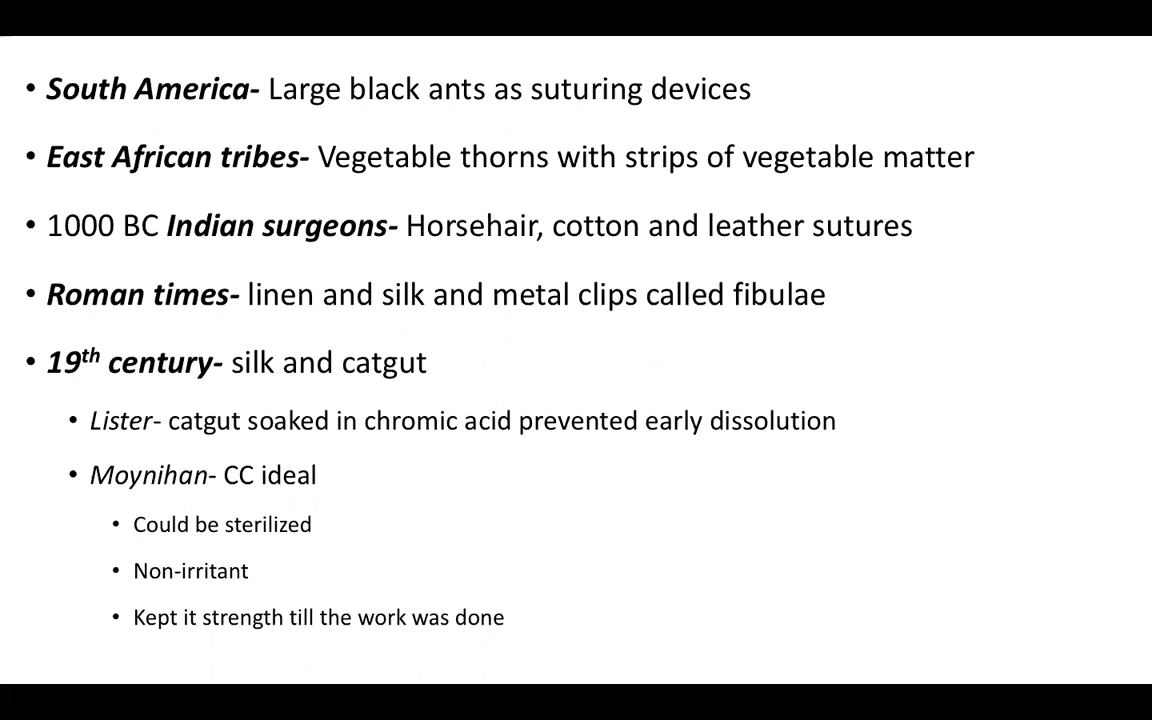 • South America- Large black ants as suturing devices
• East African tribes- Vegetable thorns with strips of vegetable matter
• 1000 BC Indian surgeons- Horsehair, cotton and leather sutures
• Roman times- linen and silk and metal clips called fibulae
• 19th century- silk and catgut
• Lister- catgut soaked in chromic acid prevented early dissolution
• Moynihan- CC ideal
• Could be sterilized
• Non-irritant
• Kept it strength till the work was done